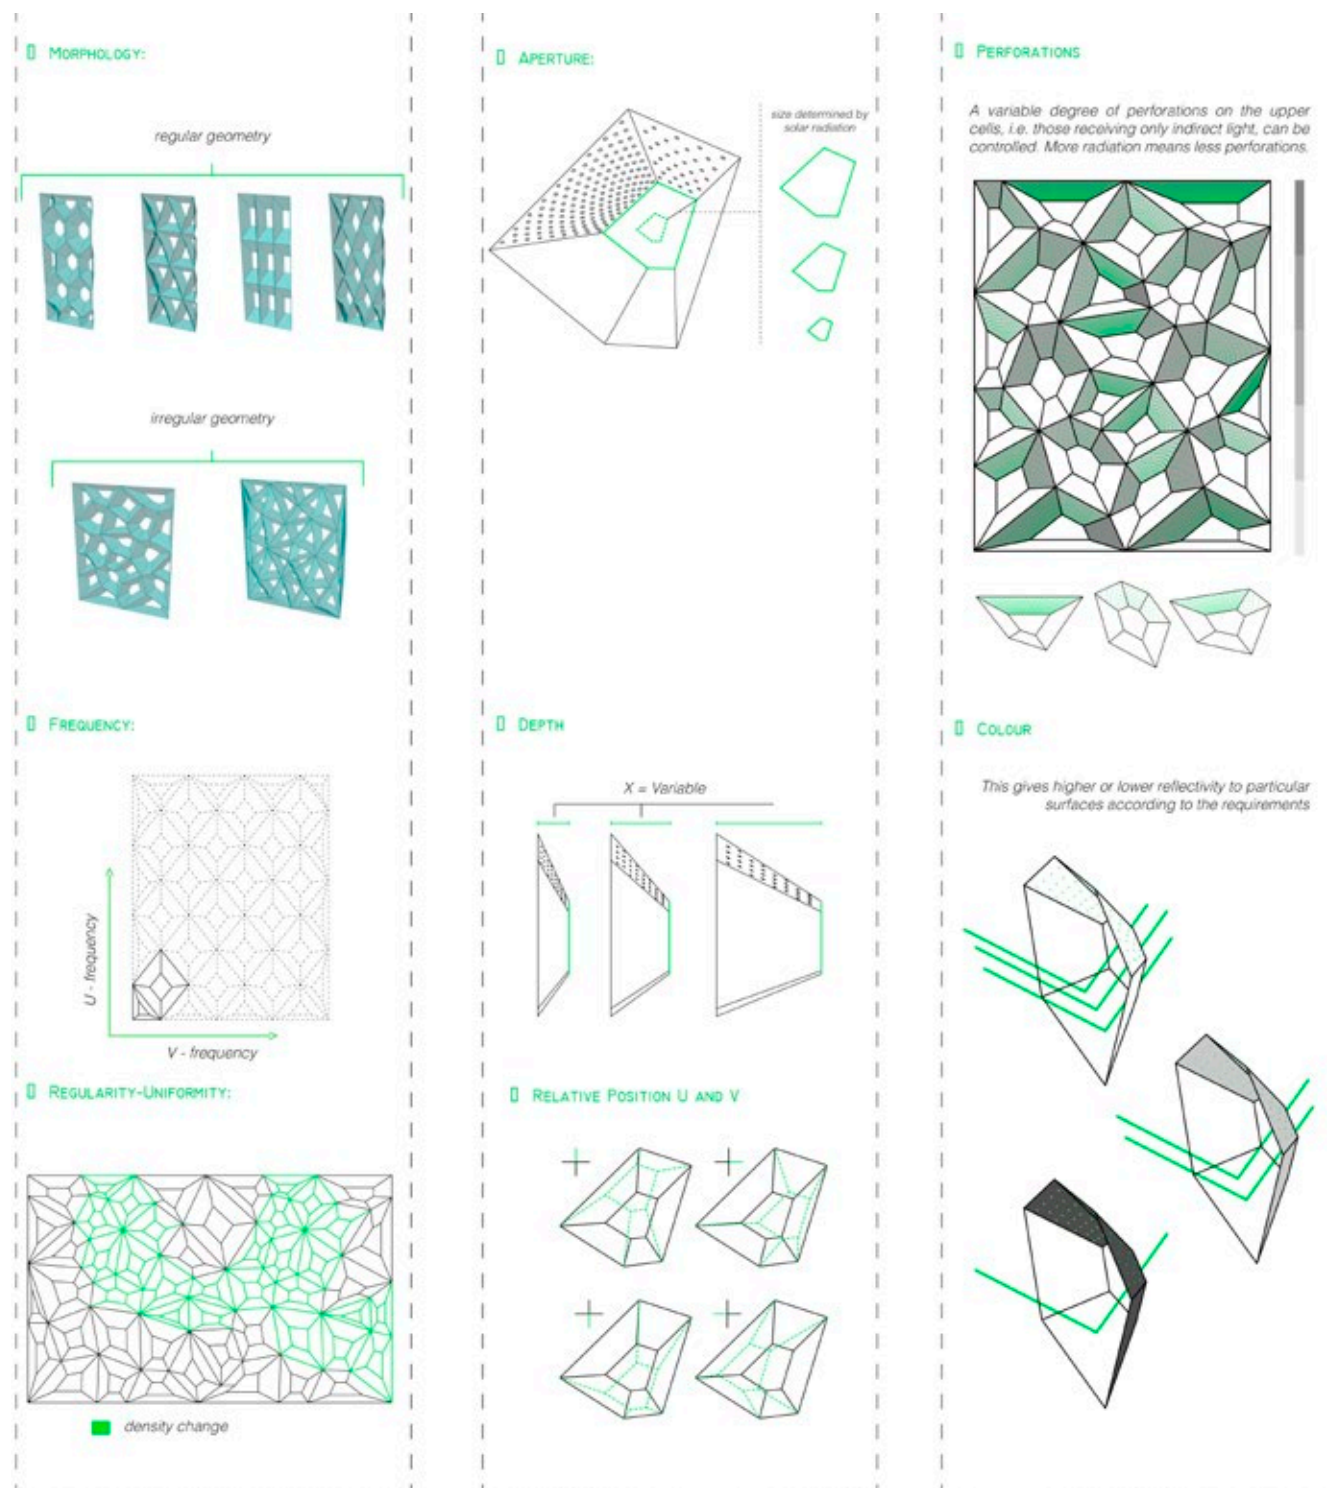 MORPHOLOGY:
regular geometry
irregular geometry
FREQUENCY:
U - frequency
V - frequency
REGULARITY-UNIFORMITY:
density change
APERTURE:
size determined by
solar radiation
DEPTH
X = Variable
RELATIVE POSITION U AND V
PERFORATIONS
A variable degree of perforations on the upper
cells, i.e. those receiving only indirect light, can be
controlled. More radiation means less perforations.
COLOUR
This gives higher or lower reflectivity to particular
surfaces according to the requirements